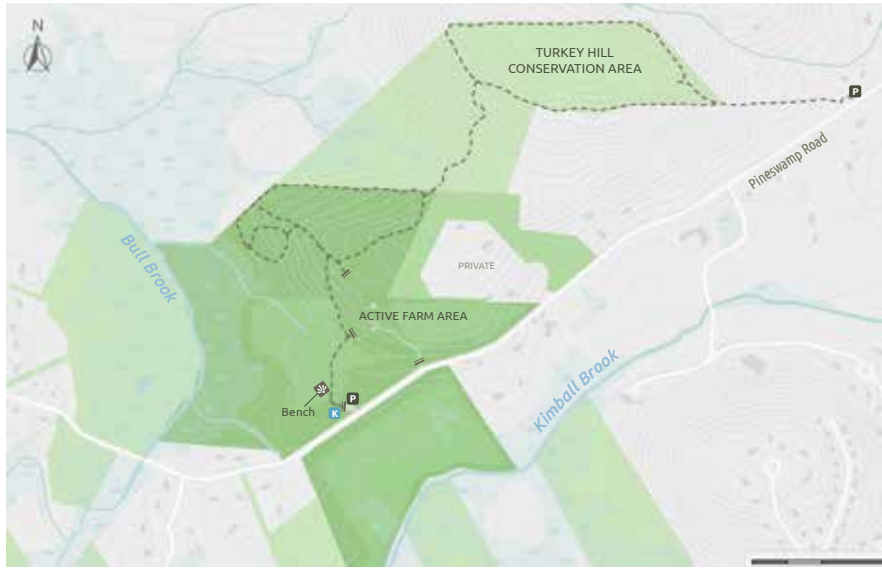 N
TURKEY HILL
CONSERVATION AREA
P
Pineswamp Road
Bull Brook
PRIVATE
ACTIVE FARM AREA
Kimball Brook
Bench
P
K